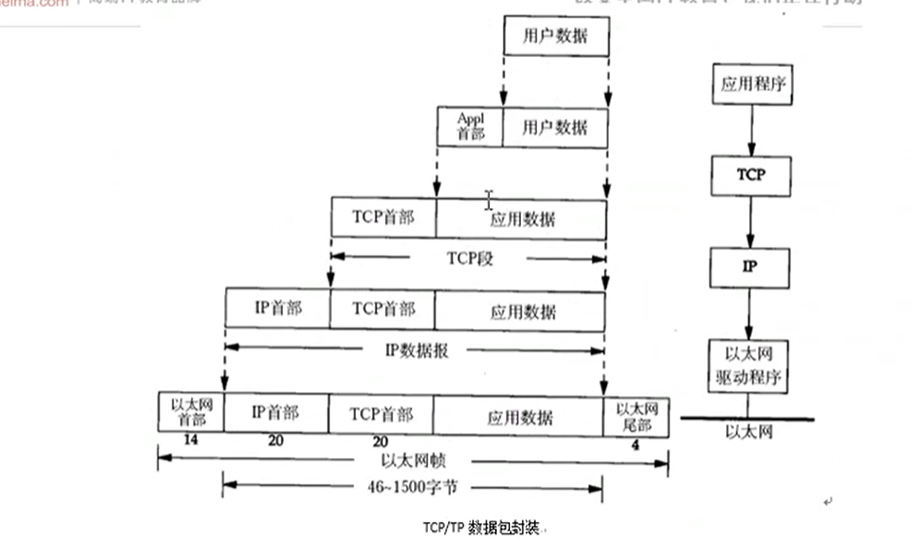 eima.com
用户数据
应用程序
Appl
首部
用户数据
TCP
TCP首部
应用数据
TCP段
IP
IP首部
TCP首部
应用数据
IP数据报
以太网
驱动程序
以太网
首部
IP首部
TCP首部
应用数据
以太网
尾部
以太网
14
20
20
4
以太网帧
46~1500字节
TCP/TP 数据包封装